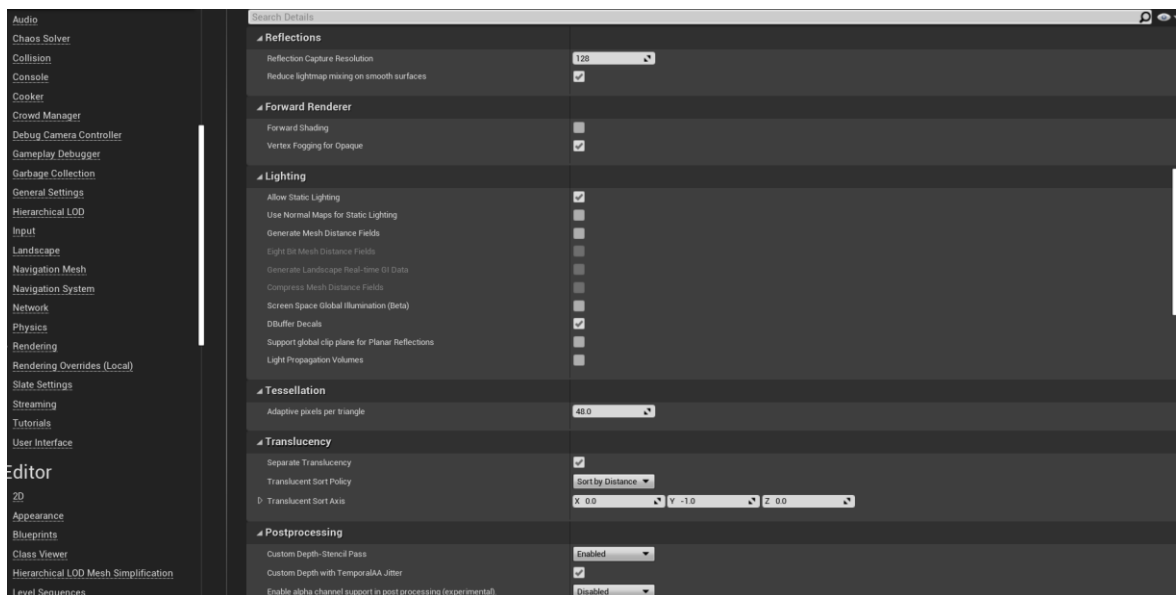 Audio
Chaos Solver
Collision
Console
Cooker
Crowd Manager
Debug Camera Controller
Gameplay Debugger
Garbage Collection
General Settings
Hierarchical LOD
Input
Landscape
Navigation Mesh
Navigation System
Network
Physics
Rendering
Rendering Overrides (Local)
Slate Settings
Streaming
Tutorials
User Interface
Editor
2D
Appearance
Blueprints
Class Viewer
Hierarchical LOD Mesh Simplification
Level Sequences
Search Details
Reflections
Reflection Capture Resolution 128
Reduce lightmap mixing on smooth surfaces
Forward Renderer
Forward Shading
Vertex Fogging for Opaque
Lighting
Allow Static Lighting
Use Normal Maps for Static Lighting
Generate Mesh Distance Fields
Eight Bit Mesh Distance Fields
Generate Landscape Real-time GI Data
Compress Mesh Distance Fields
Screen Space Global Illumination (Beta)
DBuffer Decals
Support global clip plane for Planar Reflections
Light Propagation Volumes
Tessellation
Adaptive pixels per triangle 48.0
Translucency
Separate Translucency
Translucent Sort Policy Sort by Distance
Translucent Sort Axis X 0.0 Y -1.0 Z 0.0
Postprocessing
Custom Depth-Stencil Pass Enabled
Custom Depth with TemporalAA Jitter
Enable alpha channel support in post processing (experimental). Disabled